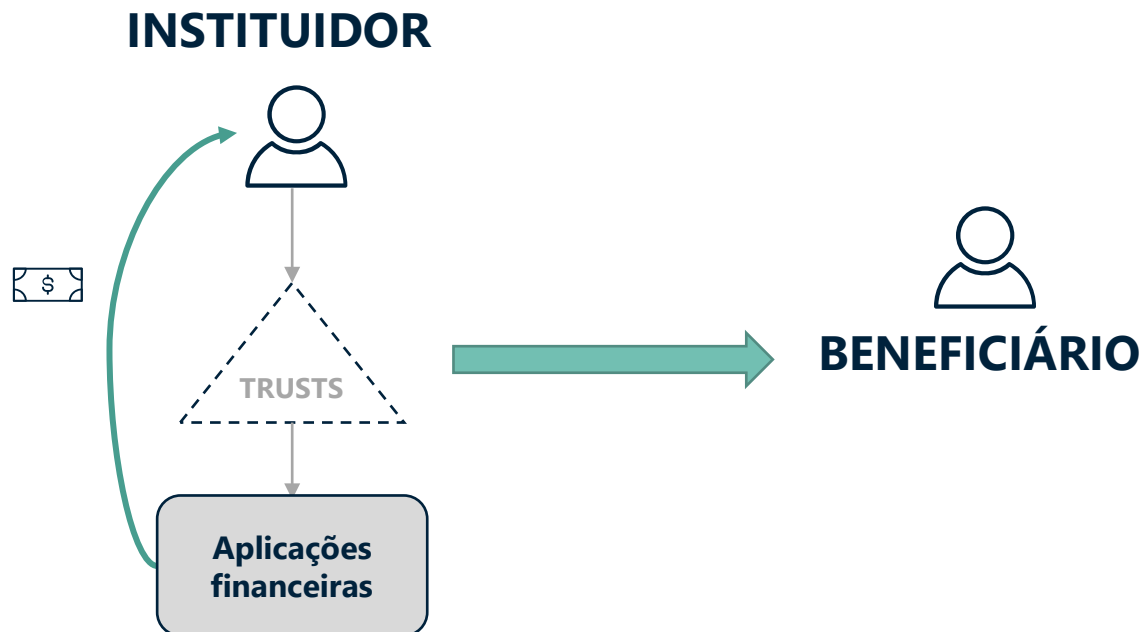 INSTITUIDOR
$
TRUSTS
BENEFICIÁRIO
Aplicações
financeiras